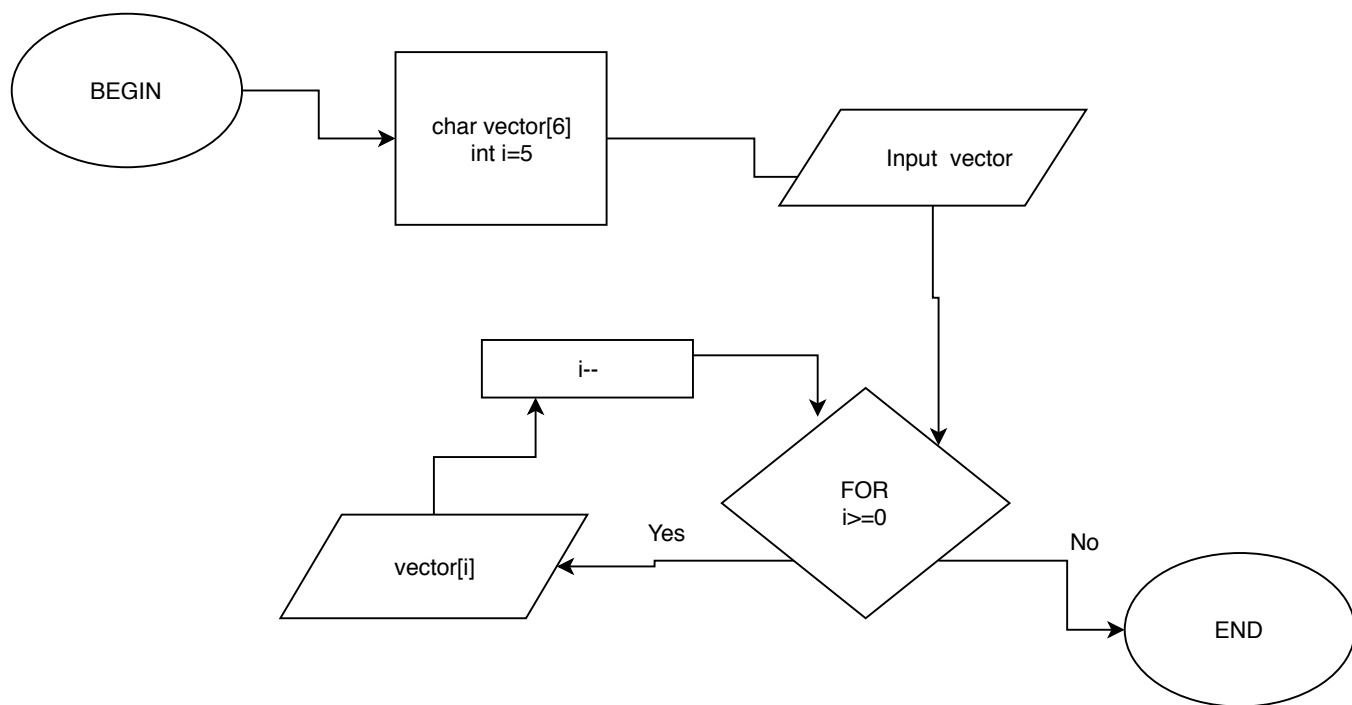 BEGIN
char vector[6]
int i=5
Input vector
i--
FOR
i>=0
Yes
No
vector[i]
END